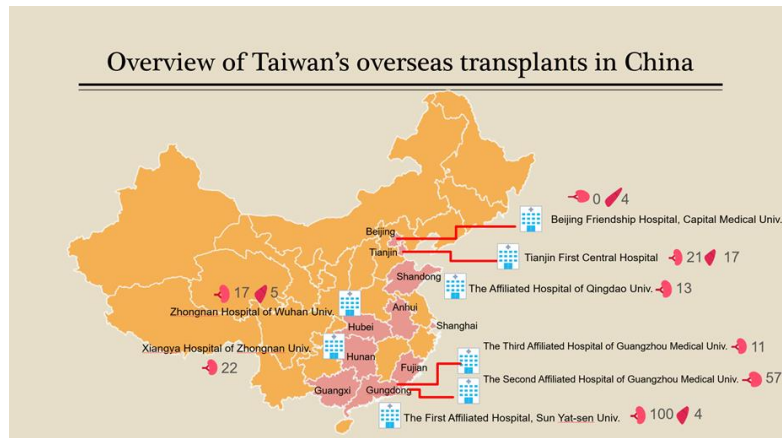 Overview of Taiwan's overseas transplants in China
0 4
Beijing Friendship Hospital, Capital Medical Univ.
Beijing
Tianjin
Tianjin First Central Hospital 21 17
Shandong
The Affiliated Hospital of Qingdao Univ. 13
17 5
Zhongnan Hospital of Wuhan Univ.
Anhui
Hubei
Shanghai
Xiangya Hospital of Zhongnan Univ.
22
Hunan
The Third Affiliated Hospital of Guangzhou Medical Univ. 11
Fujian
The Second Affiliated Hospital of Guangzhou Medical Univ. 57
Guangxi
Gungdong
The First Affiliated Hospital, Sun Yat-sen Univ. 100 4